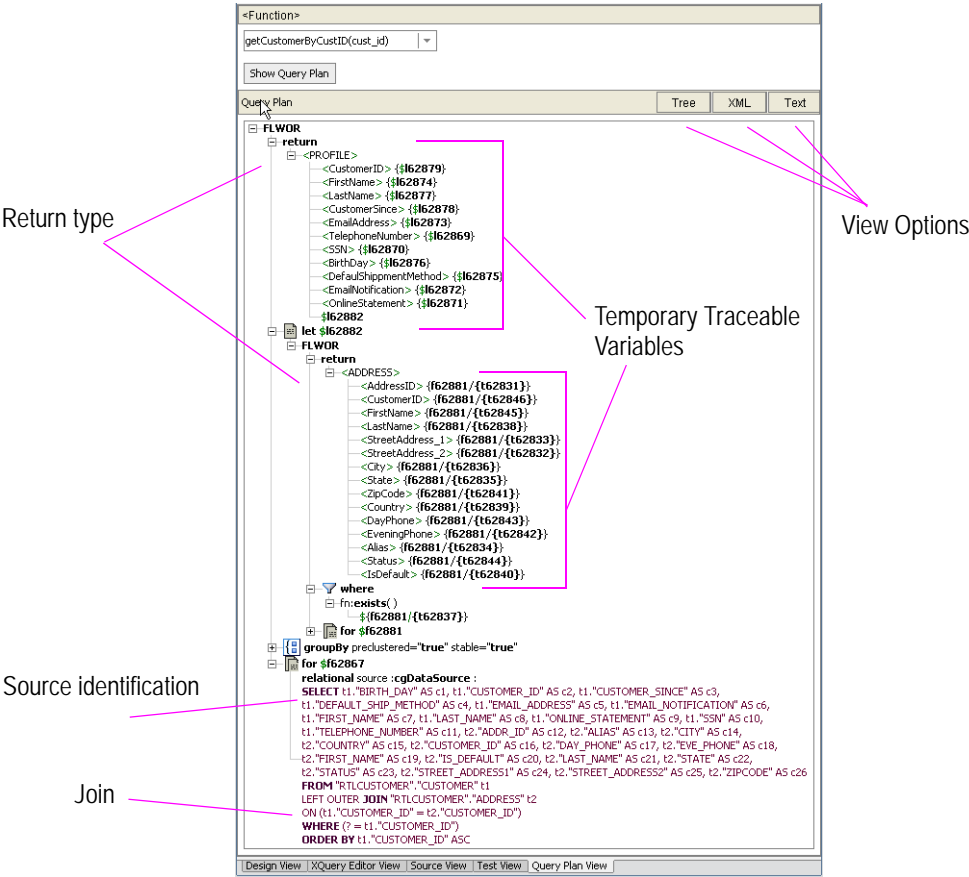 <Function>
getCustomerByCustID(cust_id)
Show Query Plan
Query Plan
Tree
XML
Text
FLWOR
return
<PROFILE>
<CustomerID> {$l62879}
<FirstName> {$l62874}
<LastName> {$l62877}
<CustomerSince> {$l62878}
<EmailAddress> {$l62873}
<TelephoneNumber> {$l62869}
<SSN> {$l62870}
<BirthDay> {$l62876}
<DefaulShippmentMethod> {$l62875}
<EmailNotification> {$l62872}
<OnlineStatement> {$l62871}
$l62882
let $l62882
FLWOR
return
<ADDRESS>
<AddressID> {f62881/{t62831}}
<CustomerID> {f62881/{t62846}}
<FirstName> {f62881/{t62845}}
<LastName> {f62881/{t62838}}
<StreetAddress_1> {f62881/{t62833}}
<StreetAddress_2> {f62881/{t62832}}
<City> {f62881/{t62836}}
<State> {f62881/{t62835}}
<ZipCode> {f62881/{t62841}}
<Country> {f62881/{t62839}}
<DayPhone> {f62881/{t62843}}
<EveningPhone> {f62881/{t62842}}
<Alias> {f62881/{t62834}}
<Status> {f62881/{t62844}}
<IsDefault> {f62881/{t62840}}
where
fn:exists( )
${f62881/{t62837}}
for $f62881
groupBy preclustered="true" stable="true"
for $f62867
relational source :cgDataSource :
SELECT t1."BIRTH_DAY" AS c1, t1."CUSTOMER_ID" AS c2, t1."CUSTOMER_SINCE" AS c3,
t1."DEFAULT_SHIP_METHOD" AS c4, t1."EMAIL_ADDRESS" AS c5, t1."EMAIL_NOTIFICATION" AS c6,
t1."FIRST_NAME" AS c7, t1."LAST_NAME" AS c8, t1."ONLINE_STATEMENT" AS c9, t1."SSN" AS c10,
t1."TELEPHONE_NUMBER" AS c11, t2."ADDR_ID" AS c12, t2."ALIAS" AS c13, t2."CITY" AS c14,
t2."COUNTRY" AS c15, t2."CUSTOMER_ID" AS c16, t2."DAY_PHONE" AS c17, t2."EVE_PHONE" AS c18,
t2."FIRST_NAME" AS c19, t2."IS_DEFAULT" AS c20, t2."LAST_NAME" AS c21, t2."STATE" AS c22,
t2."STATUS" AS c23, t2."STREET_ADDRESS1" AS c24, t2."STREET_ADDRESS2" AS c25, t2."ZIPCODE" AS c26
FROM "RTLCUSTOMER"."CUSTOMER" t1
LEFT OUTER JOIN "RTLCUSTOMER"."ADDRESS" t2
ON (t1."CUSTOMER_ID" = t2."CUSTOMER_ID")
WHERE (? = t1."CUSTOMER_ID")
ORDER BY t1."CUSTOMER_ID" ASC
Design View
XQuery Editor View
Source View
Test View
Query Plan View
Return type
View Options
Temporary Traceable
Variables
Source identification
Join